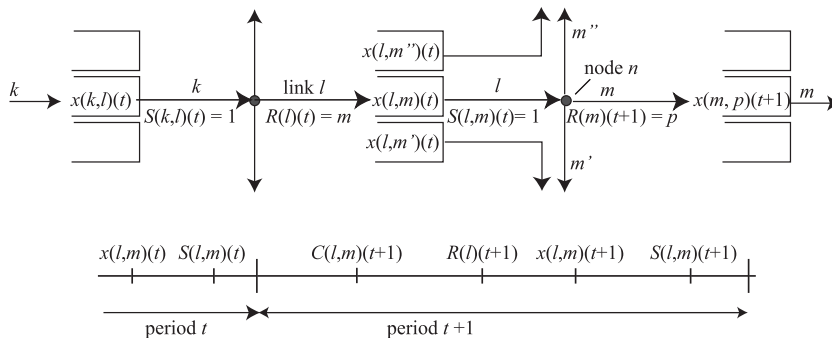 m"
x(l,m")(t)
node n
k
k
link l
l
m
m
x(k,l)(t)
x(l,m)(t)
x(m, p)(t+1)
S(k,l)(t) = 1
R(l)(t) = m
S(l,m)(t)= 1
R(m)(t+1) = p
x(l,m')(t)
m'
x(l,m)(t)
S(l,m)(t)
C(l,m)(t+1)
R(l)(t+1)
x(l,m)(t+1)
S(l,m)(t+1)
period t
period t +1